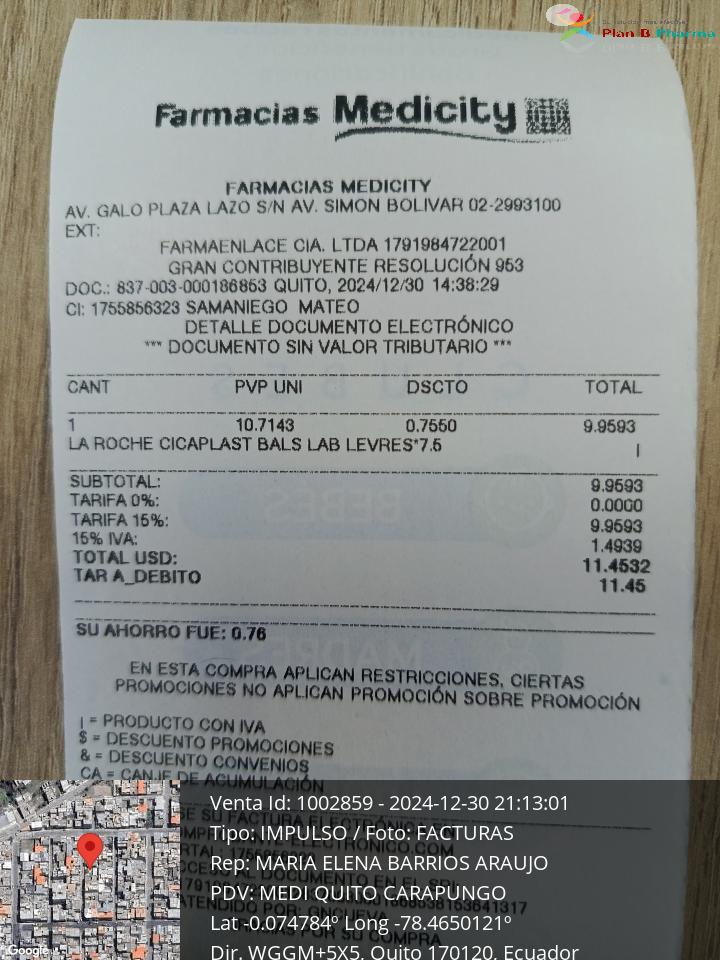 Plan B Pharma
Farmacias Medicity
FARMACIAS MEDICITY
AV. GALO PLAZA LAZO S/N AV. SIMON BOLIVAR 02-2993100
EXT:
FARMAENLACE CIA. LTDA 1791984722001
GRAN CONTRIBUYENTE RESOLUCIÓN 953
DOC.: 837-003-000186853 QUITO, 2024/12/30 14:38:29
CI: 1755856323 SAMANIEGO MATEO
DETALLE DOCUMENTO ELECTRÓNICO
*** DOCUMENTO SIN VALOR TRIBUTARIO ***
CANT PVP UNI DSCTO TOTAL
1 10.7143 0.7550 9.9593
LA ROCHE CICAPLAST BALS LAB LEVRES*7.5 |
SUBTOTAL: 9.9593
TARIFA 0%: 0.0000
TARIFA 15%: 9.9593
15% IVA: 1.4939
TOTAL USD: 11.4532
TAR A_DEBITO 11.45
SU AHORRO FUE: 0.76
EN ESTA COMPRA APLICAN RESTRICCIONES, CIERTAS
PROMOCIONES NO APLICAN PROMOCIÓN SOBRE PROMOCIÓN
| = PRODUCTO CON IVA
$ = DESCUENTO PROMOCIONES
& = DESCUENTO CONVENIOS
CA = CANJE DE ACUMULACIÓN
Venta Id: 1002859 - 2024-12-30 21:13:01
Tipo: IMPULSO / Foto: FACTURAS
Rep: MARIA ELENA BARRIOS ARAUJO
PDV: MEDI QUITO CARAPUNGO
Lat -0.074784º Long -78.4650121º
Dir. WGGM+5X5, Quito 170120, Ecuador
Google